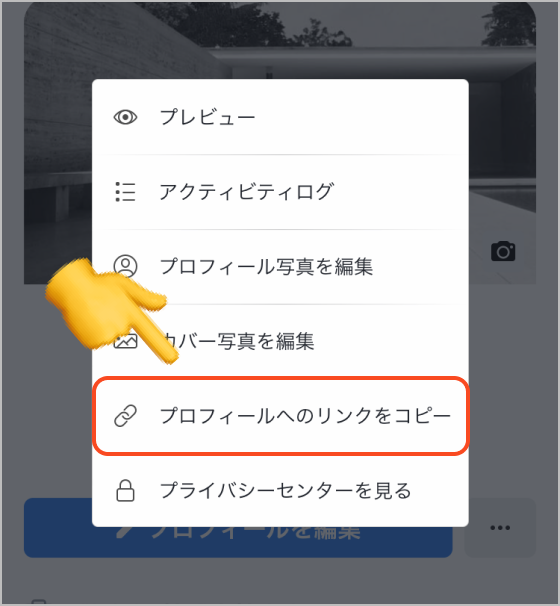 プレビュー
アクティビティログ
プロフィール写真を編集
カバー写真を編集
プロフィールへのリンクをコピー
プライバシーセンターを見る
プロフィールを編集